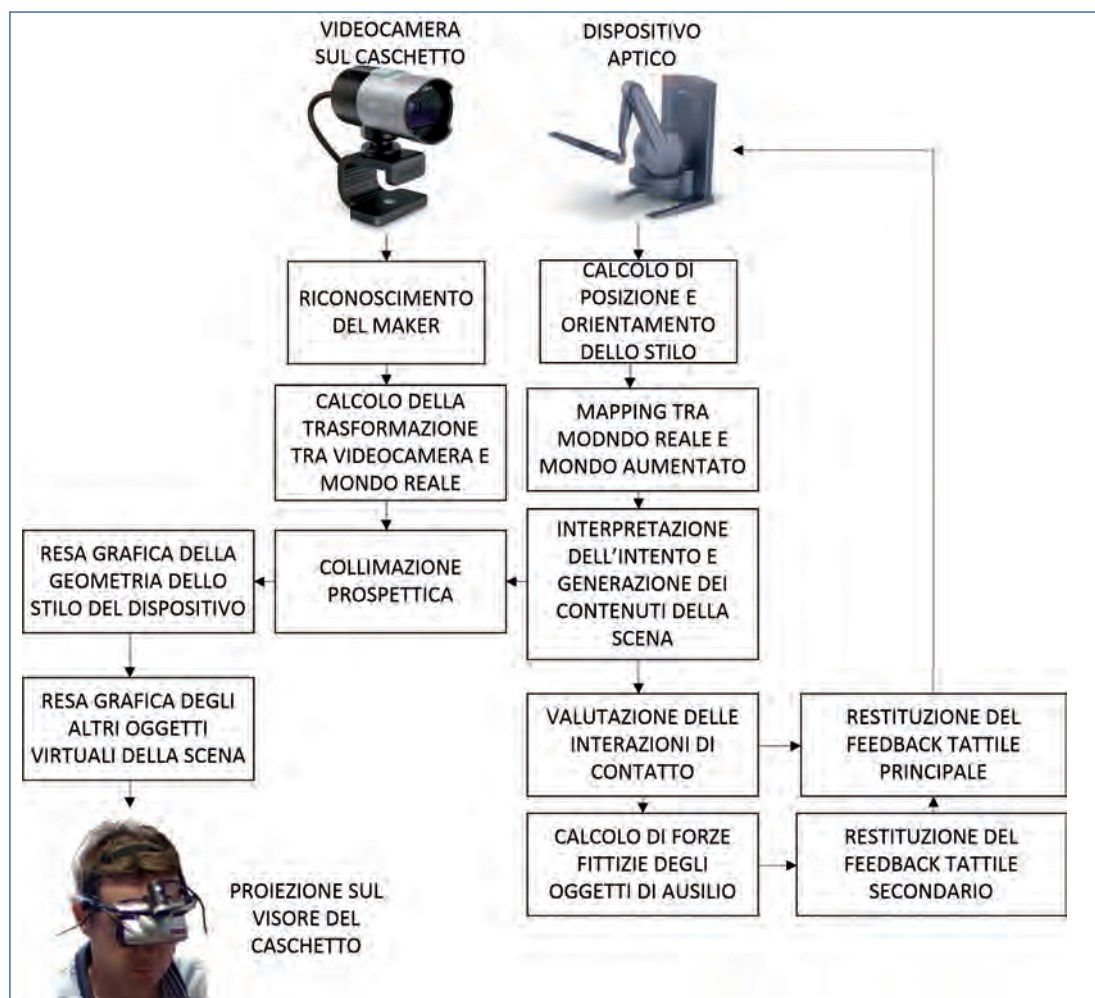 VIDEOCAMERA
SUL CASCHETTO
DISPOSITIVO
APTICO
RICONOSCIMENTO
DEL MAKER
CALCOLO DI
POSIZIONE E
ORIENTAMENTO
DELLO STILO
CALCOLO DELLA
TRASFORMAZIONE
TRA VIDEOCAMERA E
MONDO REALE
MAPPING TRA
MODNDO REALE E
MONDO AUMENTATO
RESA GRAFICA DELLA
GEOMETRIA DELLO
STILO DEL DISPOSITIVO
COLLIMAZIONE
PROSPETTICA
INTERPRETAZIONE
DELL’INTENTO E
GENERAZIONE DEI
CONTENUTI DELLA
SCENA
RESA GRAFICA DEGLI
ALTRI OGGETTI
VIRTUALI DELLA SCENA
VALUTAZIONE DELLE
INTERAZIONI DI
CONTATTO
RESTITUZIONE DEL
FEEDBACK TATTILE
PRINCIPALE
CALCOLO DI FORZE
FITTIZIE DEGLI
OGGETTI DI AUSILIO
RESTITUZIONE DEL
FEEDBACK TATTILE
SECONDARIO
PROIEZIONE SUL
VISORE DEL
CASCHETTO